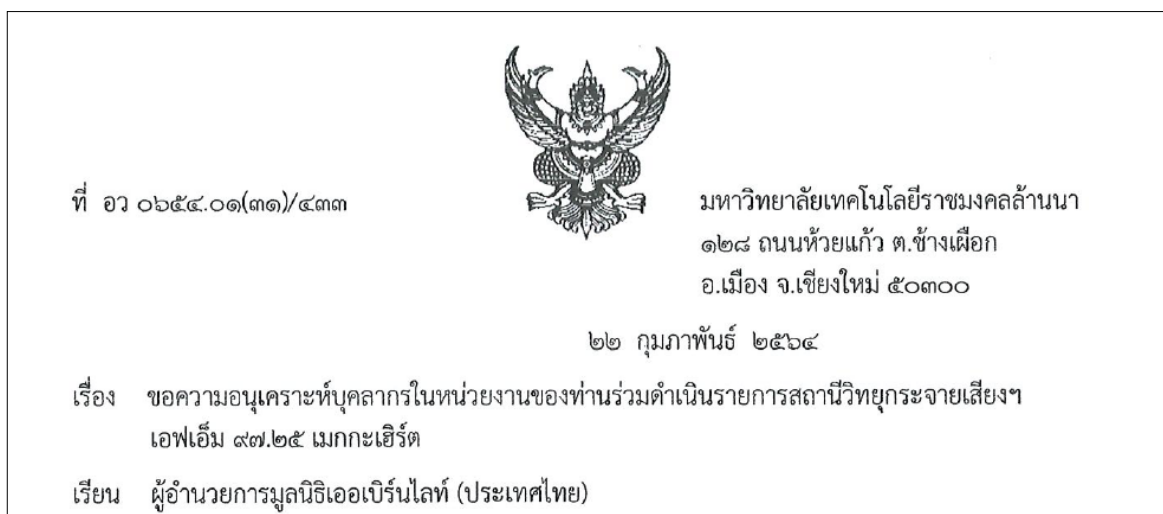 ที่ อว ๐๖๕๔.๐๑(๓๑)/๔๓๓
มหาวิทยาลัยเทคโนโลยีราชมงคลล้านนา
๑๒๘ ถนนห้วยแก้ว ต.ช้างเผือก
อ.เมือง จ.เชียงใหม่ ๕๐๓๐๐
๒๒ กุมภาพันธ์ ๒๕๖๔
เรื่อง ขอความอนุเคราะห์บุคลากรในหน่วยงานของท่านร่วมดำเนินรายการสถานีวิทยุกระจายเสียงฯ
เอฟเอ็ม ๙๗.๒๕ เมกกะเฮิร์ต
เรียน ผู้อำนวยการมูลนิธิเออเบิร์นไลท์ (ประเทศไทย)